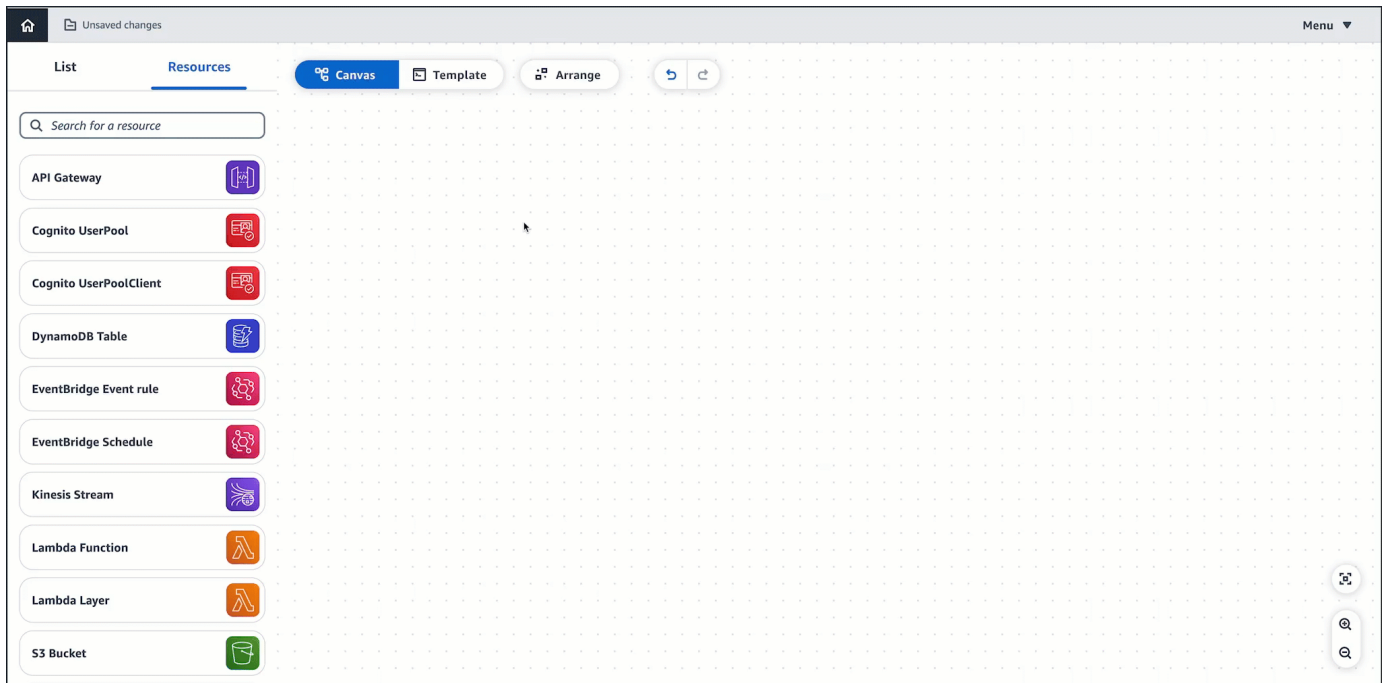 Unsaved changes
Menu
List
Resources
Canvas
Template
Arrange
Search for a resource
API Gateway
Cognito UserPool
Cognito UserPoolClient
DynamoDB Table
EventBridge Event rule
EventBridge Schedule
Kinesis Stream
Lambda Function
Lambda Layer
S3 Bucket